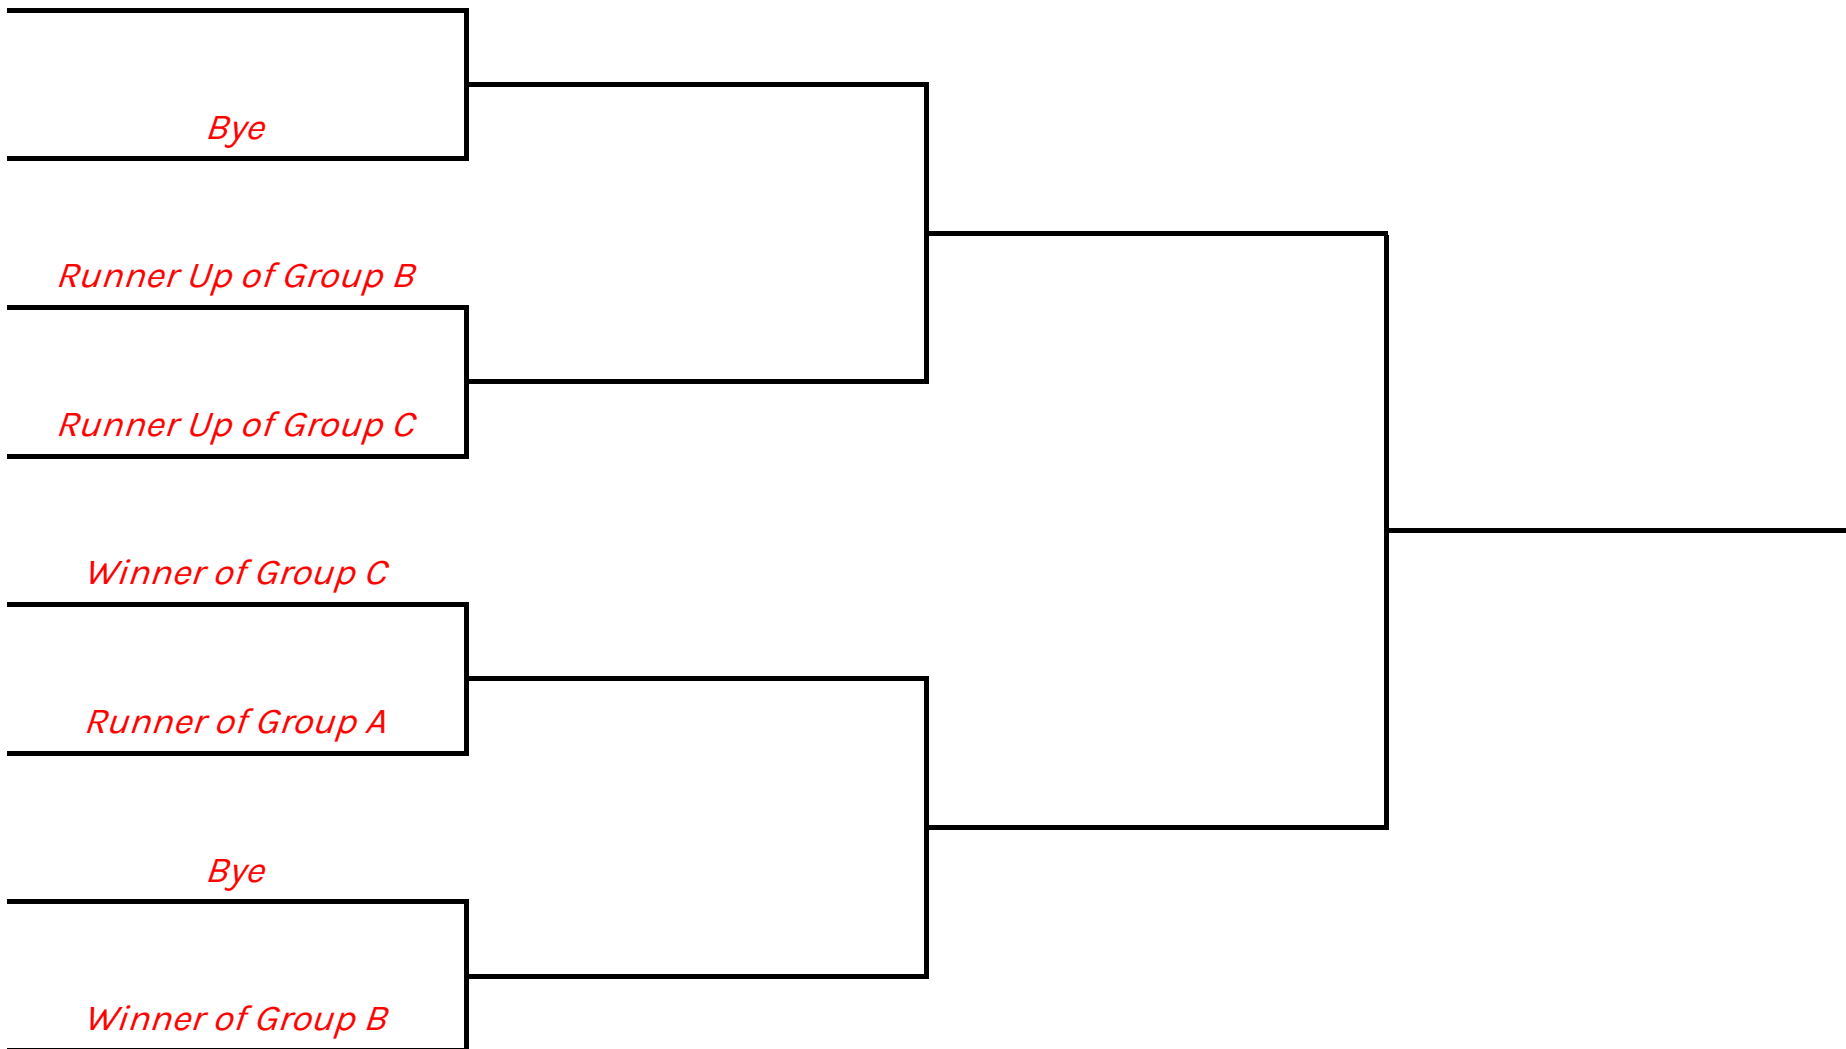 Bye
Runner Up of Group B
Runner Up of Group C
Winner of Group C
Runner of Group A
Bye
Winner of Group B